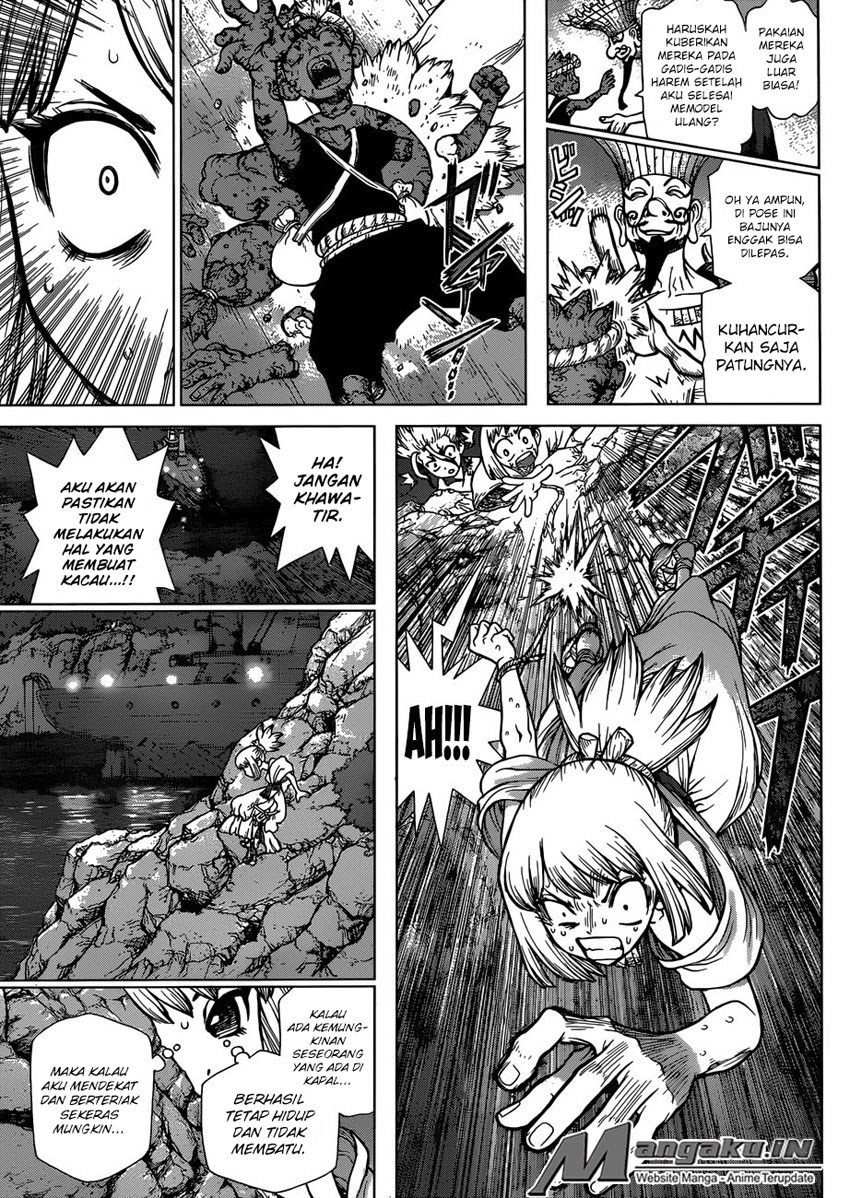 PAKAIAN
MEREKA
JUGA
LUAR
BIASA!
HARUSKAH
KUBERIKAN
MEREKA PADA
GADIS-GADIS
HAREM SETELAH
AKU SELESAI
MEMODEL
ULANG?
OH YA AMPUN,
DI POSE INI
BAJUNYA
ENGGAK BISA
DILEPAS.
KUHANCUR-
KAN SAJA
PATUNGNYA.
AH!!!
HA!
JANGAN
KHAWA-
TIR.
AKU AKAN
PASTIKAN
TIDAK
MELAKUKAN
HAL YANG
MEMBUAT
KACAU...!!
KALAU
ADA KEMUNG-
KINAN
SESEORANG
YANG ADA DI
KAPAL...
BERHASIL
TETAP HIDUP
DAN TIDAK
MEMBATU.
MAKA KALAU
AKU MENDEKAT
DAN BERTERIAK
SEKERAS
MUNGKIN...
Mangaku.IN
Website Manga - Anime Terupdate